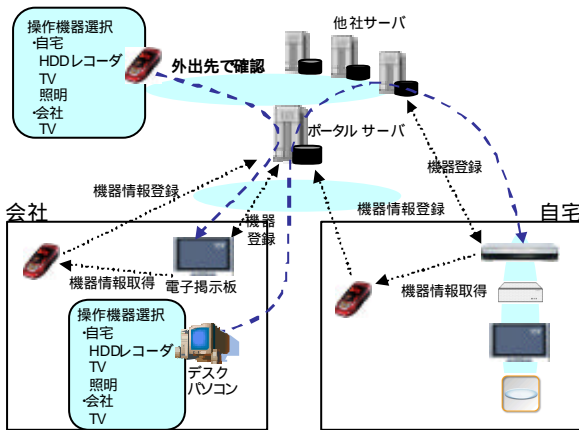 操作機器選択
・自宅
HDDレコーダ
TV
照明
・会社
TV
外出先で確認
他社サーバ
ポータル サーバ
機器登録
機器情報登録
機器情報登録
機器
登録
会社
自宅
機器情報取得
電子掲示板
機器情報取得
操作機器選択
・自宅
HDDレコーダ
TV
照明
・会社
TV
デスク
パソコン